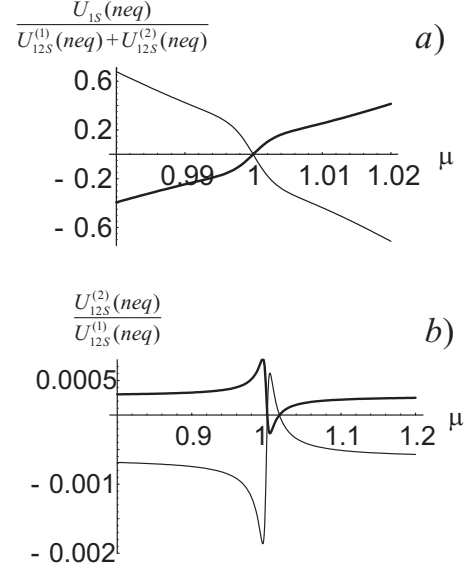 U₁S(neq)
a)
U₁₂S⁽¹⁾(neq)+U₁₂S⁽²⁾(neq)
0.6
0.2
μ
0.99 1 1.01 1.02
- 0.2
- 0.6
U₁₂S⁽²⁾(neq)
b)
U₁₂S⁽¹⁾(neq)
0.0005
μ
0.9 1 1.1 1.2
- 0.001
- 0.002